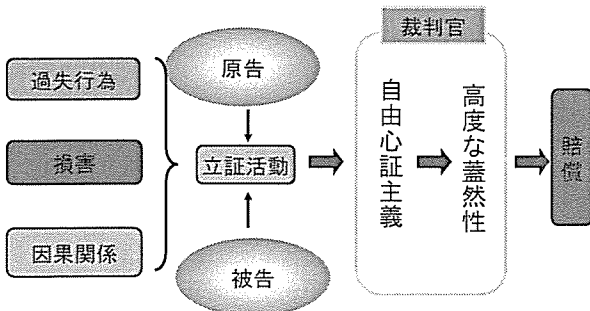 過失行為
損害
因果関係
原告
立証活動
被告
裁判官
自由心証主義
高度な蓋然性
賠償